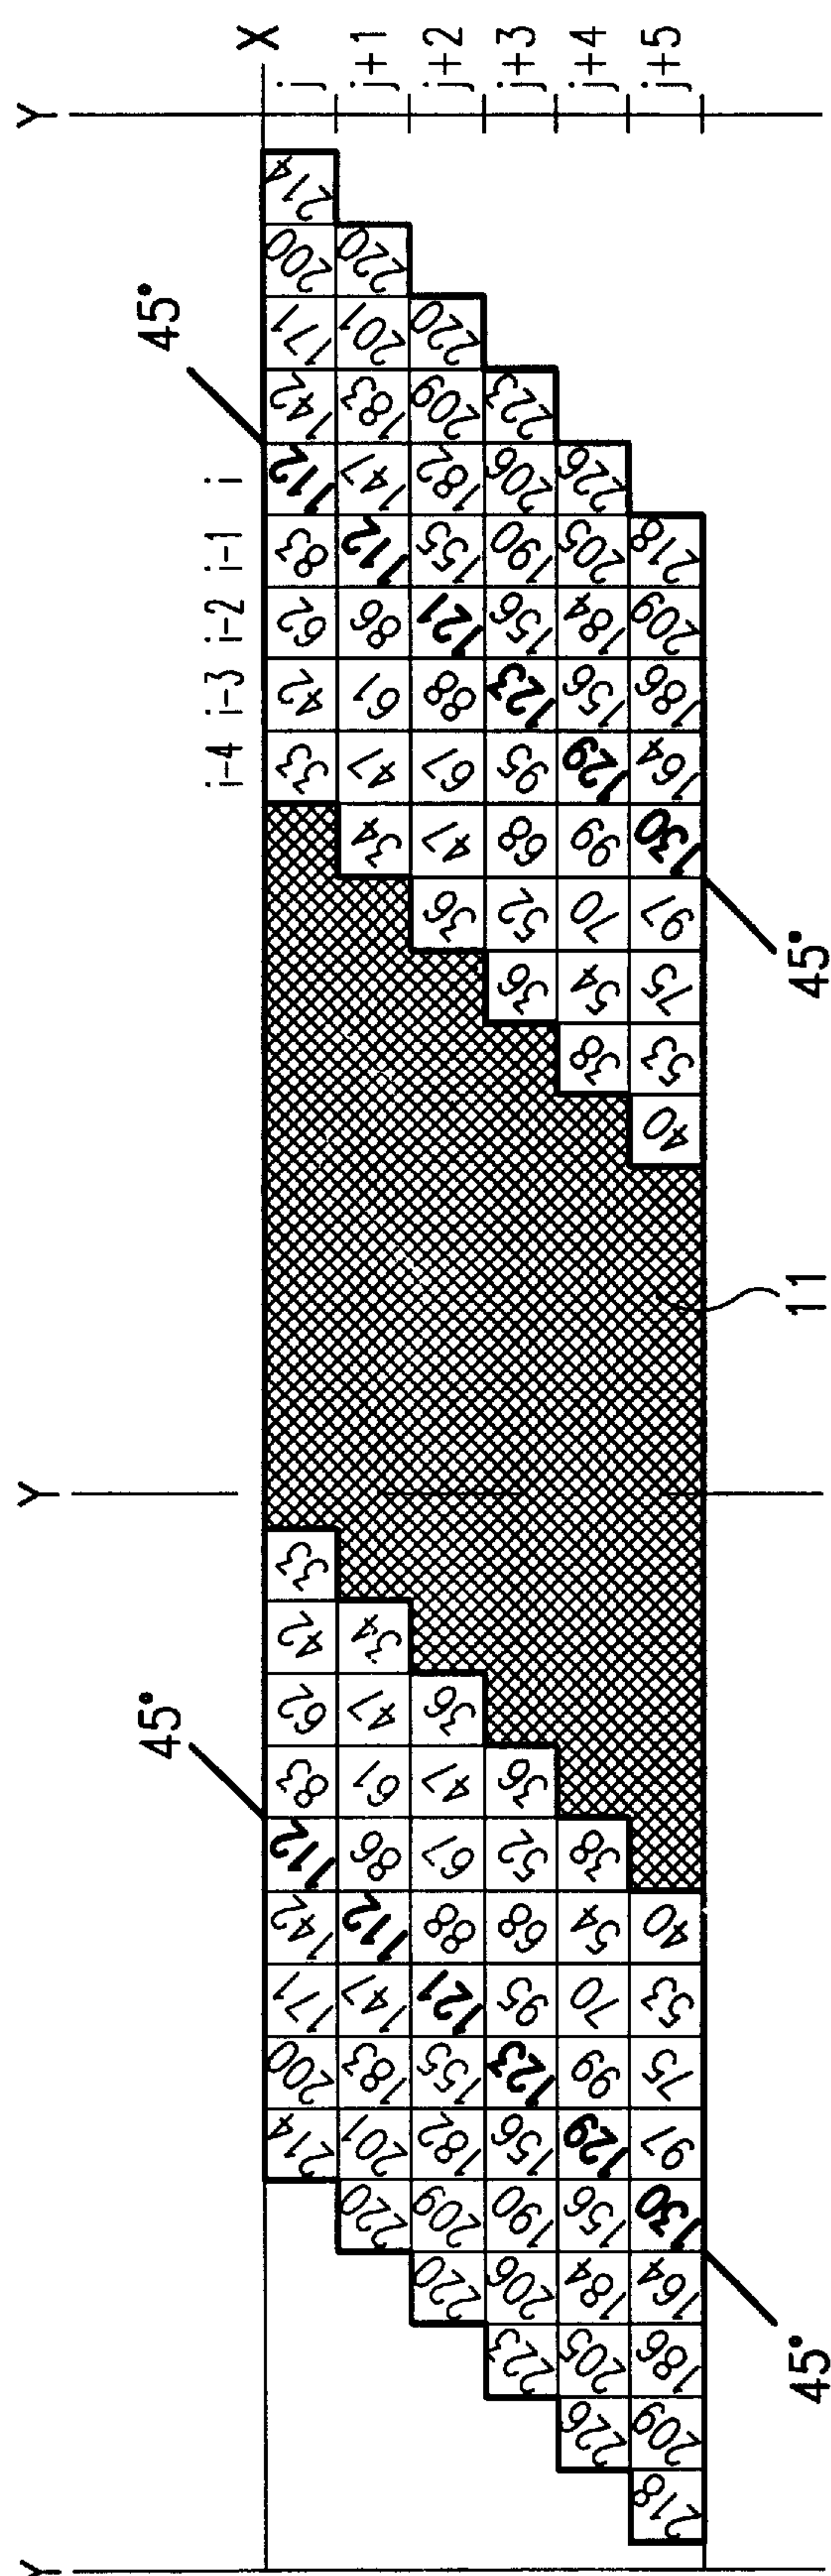 Y Y Y
45° 45°
i-4 i-3 i-2 i-1 i
X
214 200 171 142 112 83 62 42 33 33 42 62 83 112 142 171 200 214 j
220 201 183 147 112 86 61 47 34 34 47 61 86 112 147 183 201 220 j+1
220 209 182 155 121 88 67 47 36 36 47 67 88 121 155 182 209 220 j+2
223 206 190 156 123 95 68 52 36 36 52 68 95 123 156 190 206 223 j+3
226 205 184 156 129 99 70 54 38 38 54 70 99 129 156 184 205 226 j+4
218 209 186 164 130 97 75 53 40 40 53 75 97 130 164 186 209 218 j+5
45° 11 45°